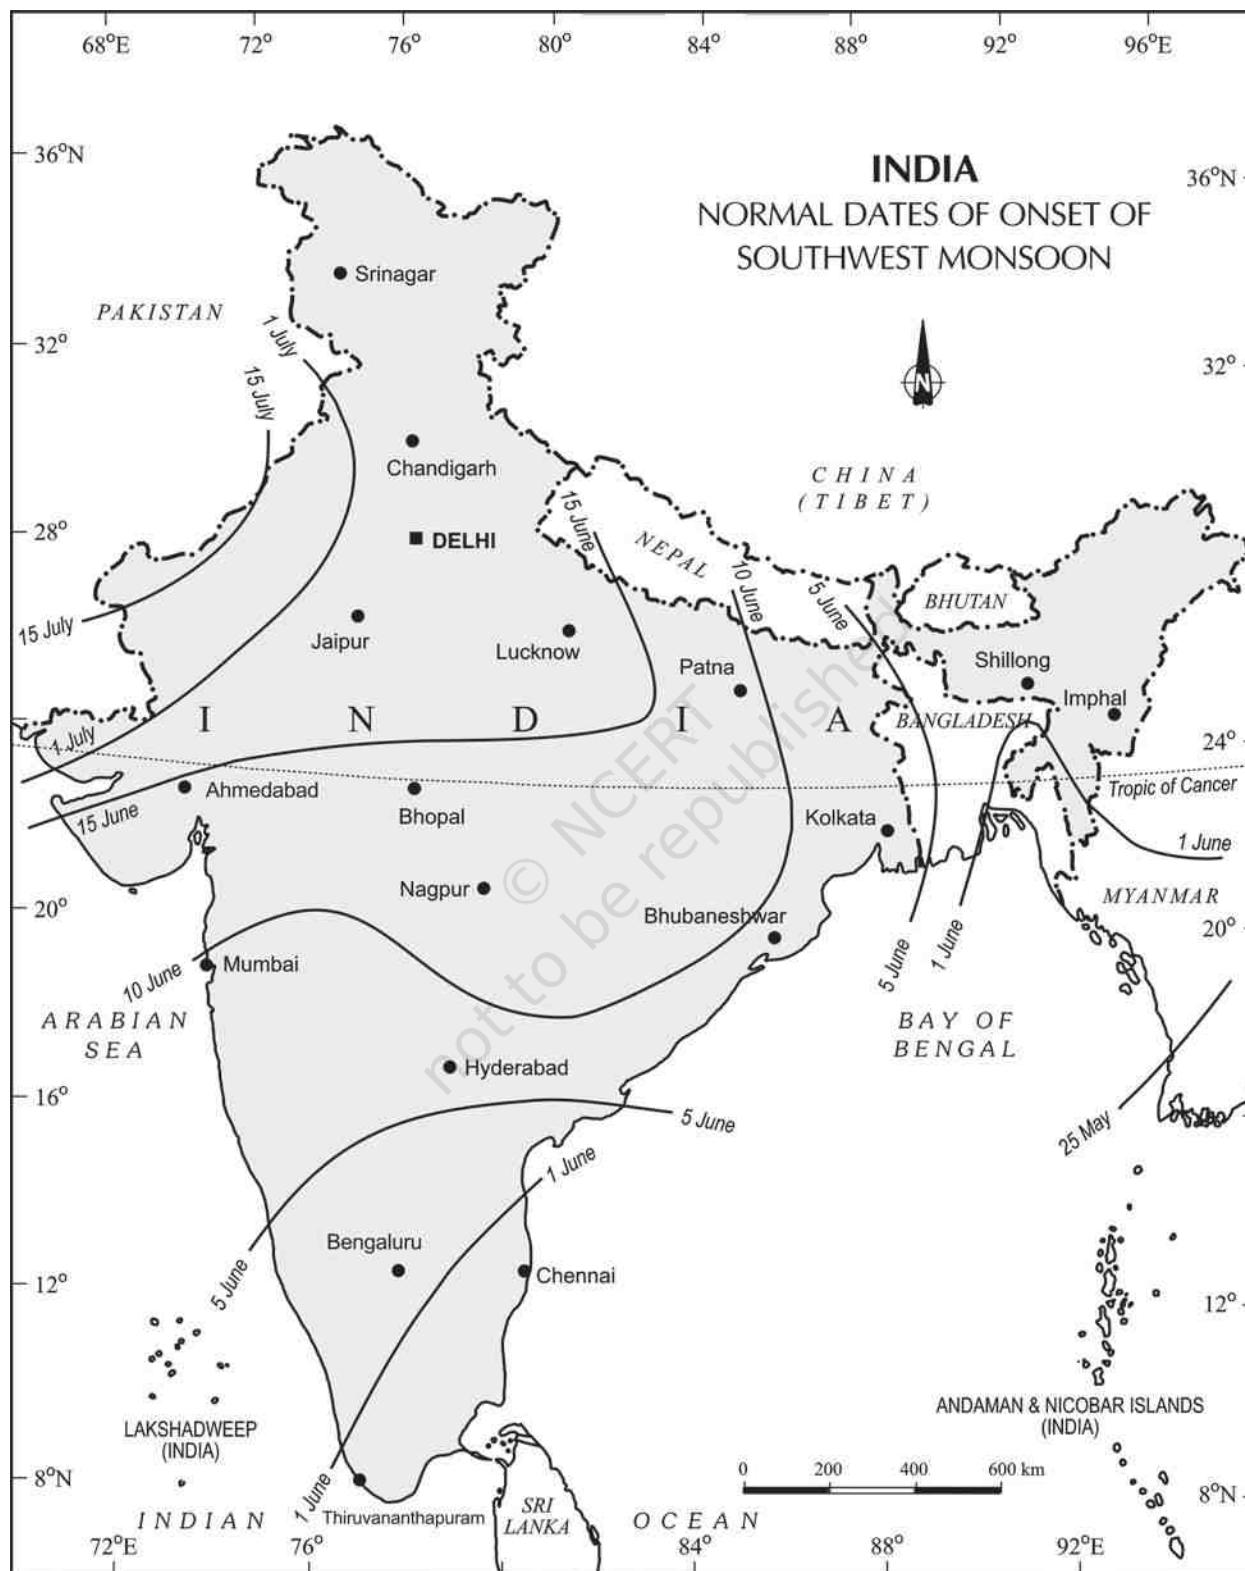 68°E 72° 76° 80° 84° 88° 92° 96°E
36°N
INDIA
NORMAL DATES OF ONSET OF
SOUTHWEST MONSOON
36°N
Srinagar
PAKISTAN
1 July
32°
32°
15 July
N
Chandigarh
CHINA
(TIBET)
15 June
28°
DELHI
NEPAL
10 June
5 June
BHUTAN
15 July
Jaipur
Lucknow
Patna
Shillong
Imphal
I N D I A
BANGLADESH
1 July
24°
Tropic of Cancer
Ahmedabad
15 June
Bhopal
Kolkata
1 June
Nagpur
MYANMAR
20°
Bhubaneshwar
20°
© NCERT
not to be republished
10 June
Mumbai
5 June
1 June
ARABIAN
SEA
BAY OF
BENGAL
Hyderabad
16°
5 June
25 May
1 June
Bengaluru
5 June
Chennai
12°
12°
LAKSHADWEEP
(INDIA)
ANDAMAN & NICOBAR ISLANDS
(INDIA)
8°N
0 200 400 600 km
8°N
1 June
Thiruvananthapuram
SRI
LANKA
INDIAN OCEAN
72°E 76° 84° 88° 92°E